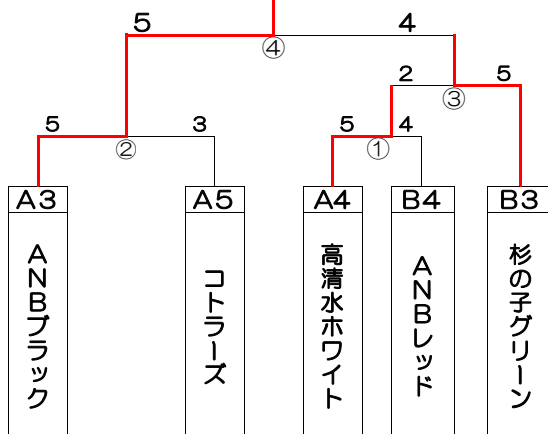 5 4
④
2 5
③
5 3 5 4
② ①
A3 A5 A4 B4 B3
ANBブラック
コトラーズ
高清水ホワイト
ANBレッド
杉の子グリーン